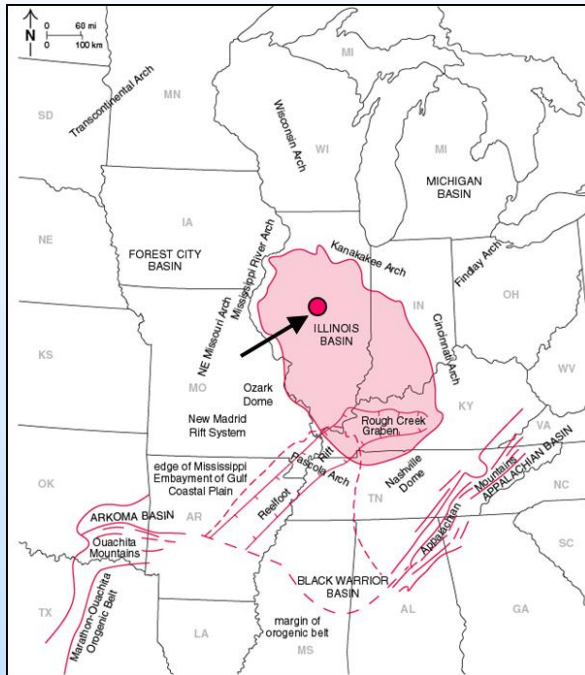 N
0 60 mi
0 100 km
MI
SD
MN
Transcontinental Arch
Wisconsin Arch
WI
MI
MICHIGAN
BASIN
NE
IA
FOREST CITY
BASIN
Mississippi River Arch
Kanakakee Arch
Findlay Arch
IN
OH
ILLINOIS
BASIN
NE Missouri Arch
Cincinnati Arch
KS
MO
Ozark
Dome
WV
KY
New Madrid
Rift System
Rough Creek
Graben
VA
edge of Mississippi
Embayment of Gulf
Coastal Plain
Rift
Pascola Arch
Nashville
Dome
Mountains
APPALACHIAN BASIN
OK
NC
Reelfoot
TN
ARKOMA BASIN
AR
Appalachian
Ouachita
Mountains
SC
BLACK WARRIOR
BASIN
TX
Marathon-Ouachita
Orogenic Belt
AL
GA
LA
margin of
orogenic belt
MS